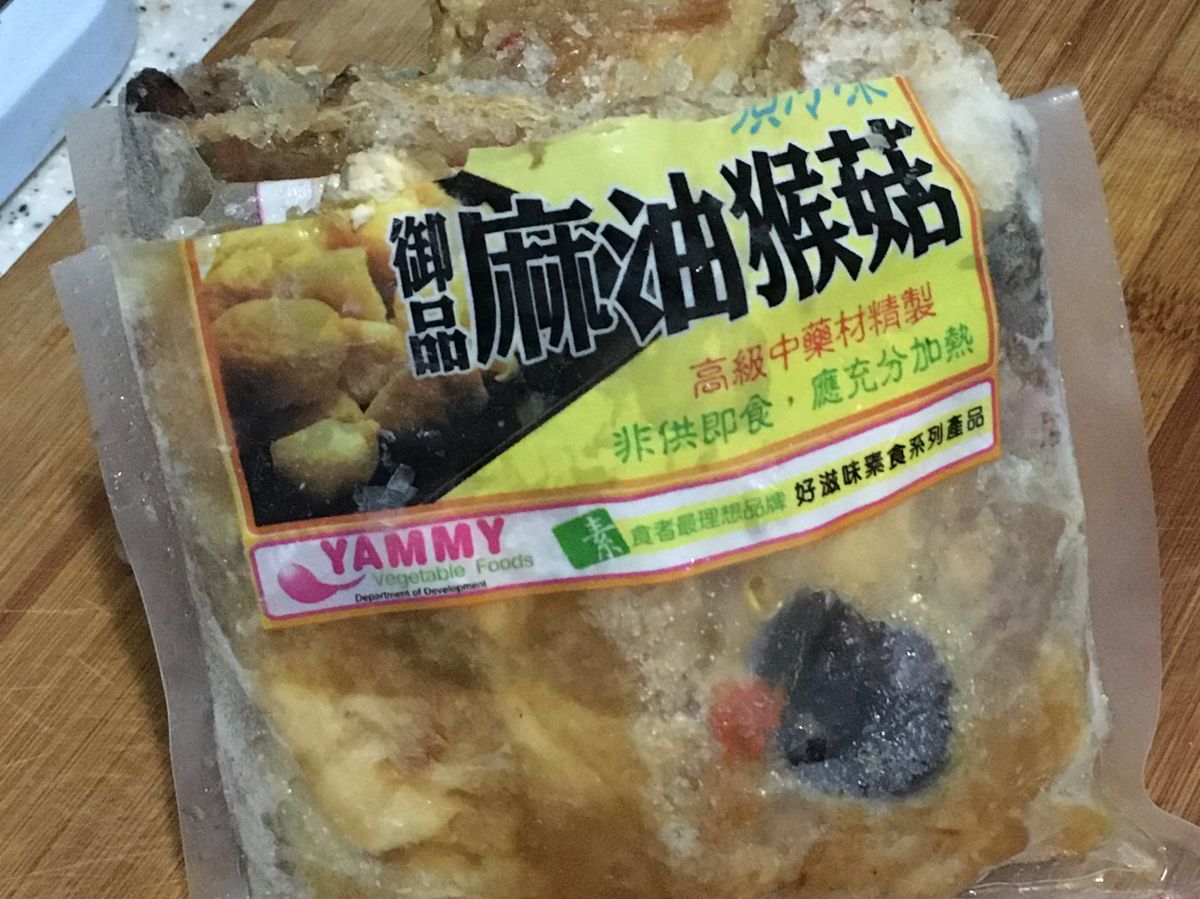 御品
麻油猴菇
高級中藥材精製
非供即食，應充分加熱
YAMMY
Vegetable Foods
Department of Development
素食者最理想品牌 好滋味素食系列產品